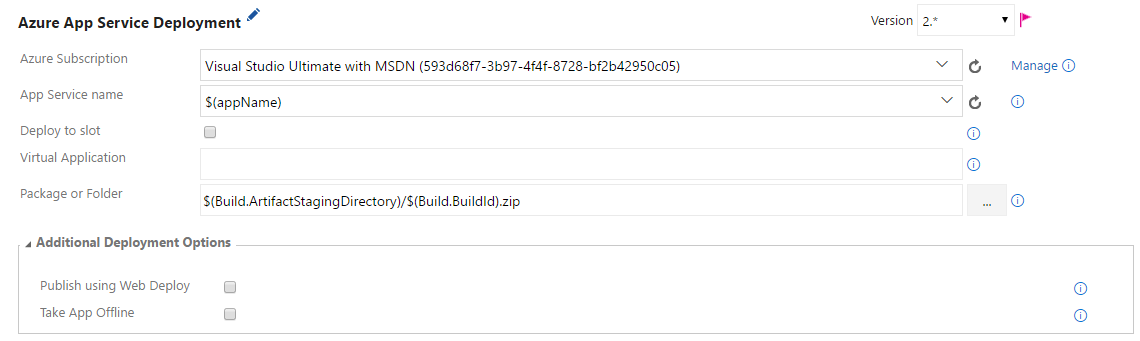 Azure App Service Deployment
Version 2.*
Azure Subscription
Visual Studio Ultimate with MSDN (593d68f7-3b97-4f4f-8728-bf2b42950c05)
Manage
App Service name
$(appName)
Deploy to slot
Virtual Application
Package or Folder
$(Build.ArtifactStagingDirectory)/$(Build.BuildId).zip
...
Additional Deployment Options
Publish using Web Deploy
Take App Offline